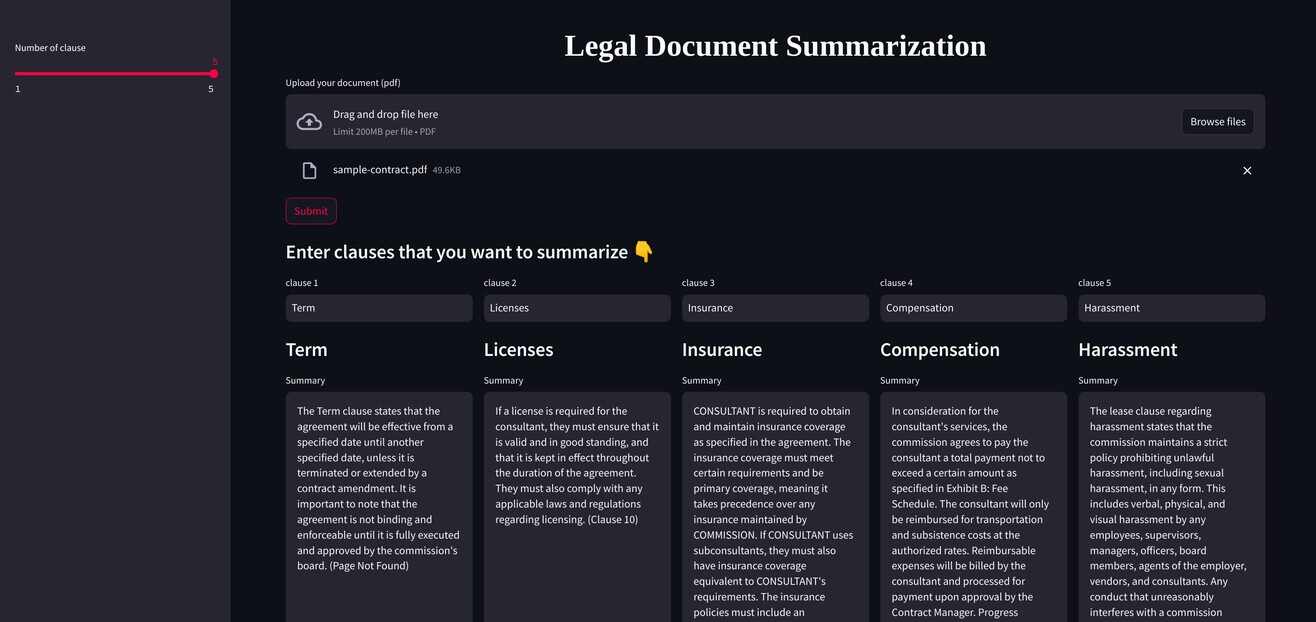 Number of clause
5
1
5
Legal Document Summarization
Upload your document (pdf)
Drag and drop file here
Limit 200MB per file • PDF
Browse files
sample-contract.pdf 49.6KB
Submit
Enter clauses that you want to summarize 👇
clause 1
Term
clause 2
Licenses
clause 3
Insurance
clause 4
Compensation
clause 5
Harassment
Term
Summary
The Term clause states that the
agreement will be effective from a
specified date until another
specified date, unless it is
terminated or extended by a
contract amendment. It is
important to note that the
agreement is not binding and
enforceable until it is fully executed
and approved by the commission's
board. (Page Not Found)
Licenses
Summary
If a license is required for the
consultant, they must ensure that it
is valid and in good standing, and
that it is kept in effect throughout
the duration of the agreement.
They must also comply with any
applicable laws and regulations
regarding licensing. (Clause 10)
Insurance
Summary
CONSULTANT is required to obtain
and maintain insurance coverage
as specified in the agreement. The
insurance coverage must meet
certain requirements and be
primary coverage, meaning it
takes precedence over any
insurance maintained by
COMMISSION. If CONSULTANT uses
subconsultants, they must also
have insurance coverage
equivalent to CONSULTANT's
requirements. The insurance
policies must include an
Compensation
Summary
In consideration for the
consultant's services, the
commission agrees to pay the
consultant a total payment not to
exceed a certain amount as
specified in Exhibit B: Fee
Schedule. The consultant will only
be reimbursed for transportation
and subsistence costs at the
authorized rates. Reimbursable
expenses will be billed by the
consultant and processed for
payment upon approval by the
Contract Manager. Progress
Harassment
Summary
The lease clause regarding
harassment states that the
commission maintains a strict
policy prohibiting unlawful
harassment, including sexual
harassment, in any form. This
includes verbal, physical, and
visual harassment by any
employees, supervisors,
managers, officers, board
members, agents of the employer,
vendors, and consultants. Any
conduct that unreasonably
interferes with a commission